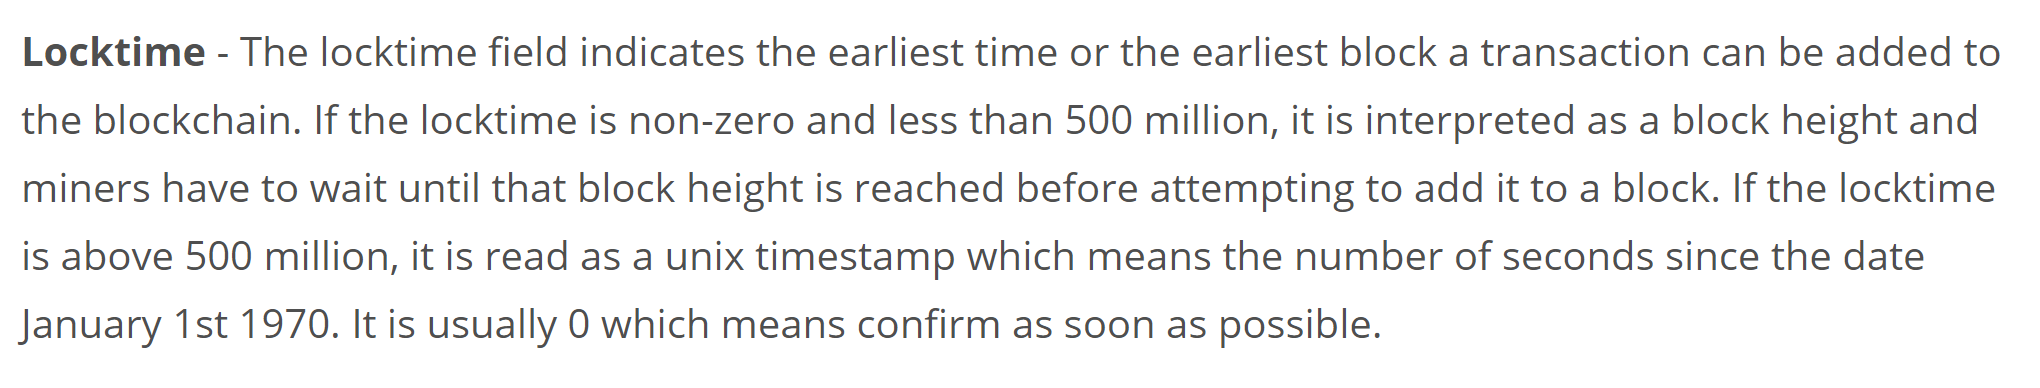 Locktime - The locktime field indicates the earliest time or the earliest block a transaction can be added to
the blockchain. If the locktime is non-zero and less than 500 million, it is interpreted as a block height and
miners have to wait until that block height is reached before attempting to add it to a block. If the locktime
is above 500 million, it is read as a unix timestamp which means the number of seconds since the date
January 1st 1970. It is usually 0 which means confirm as soon as possible.